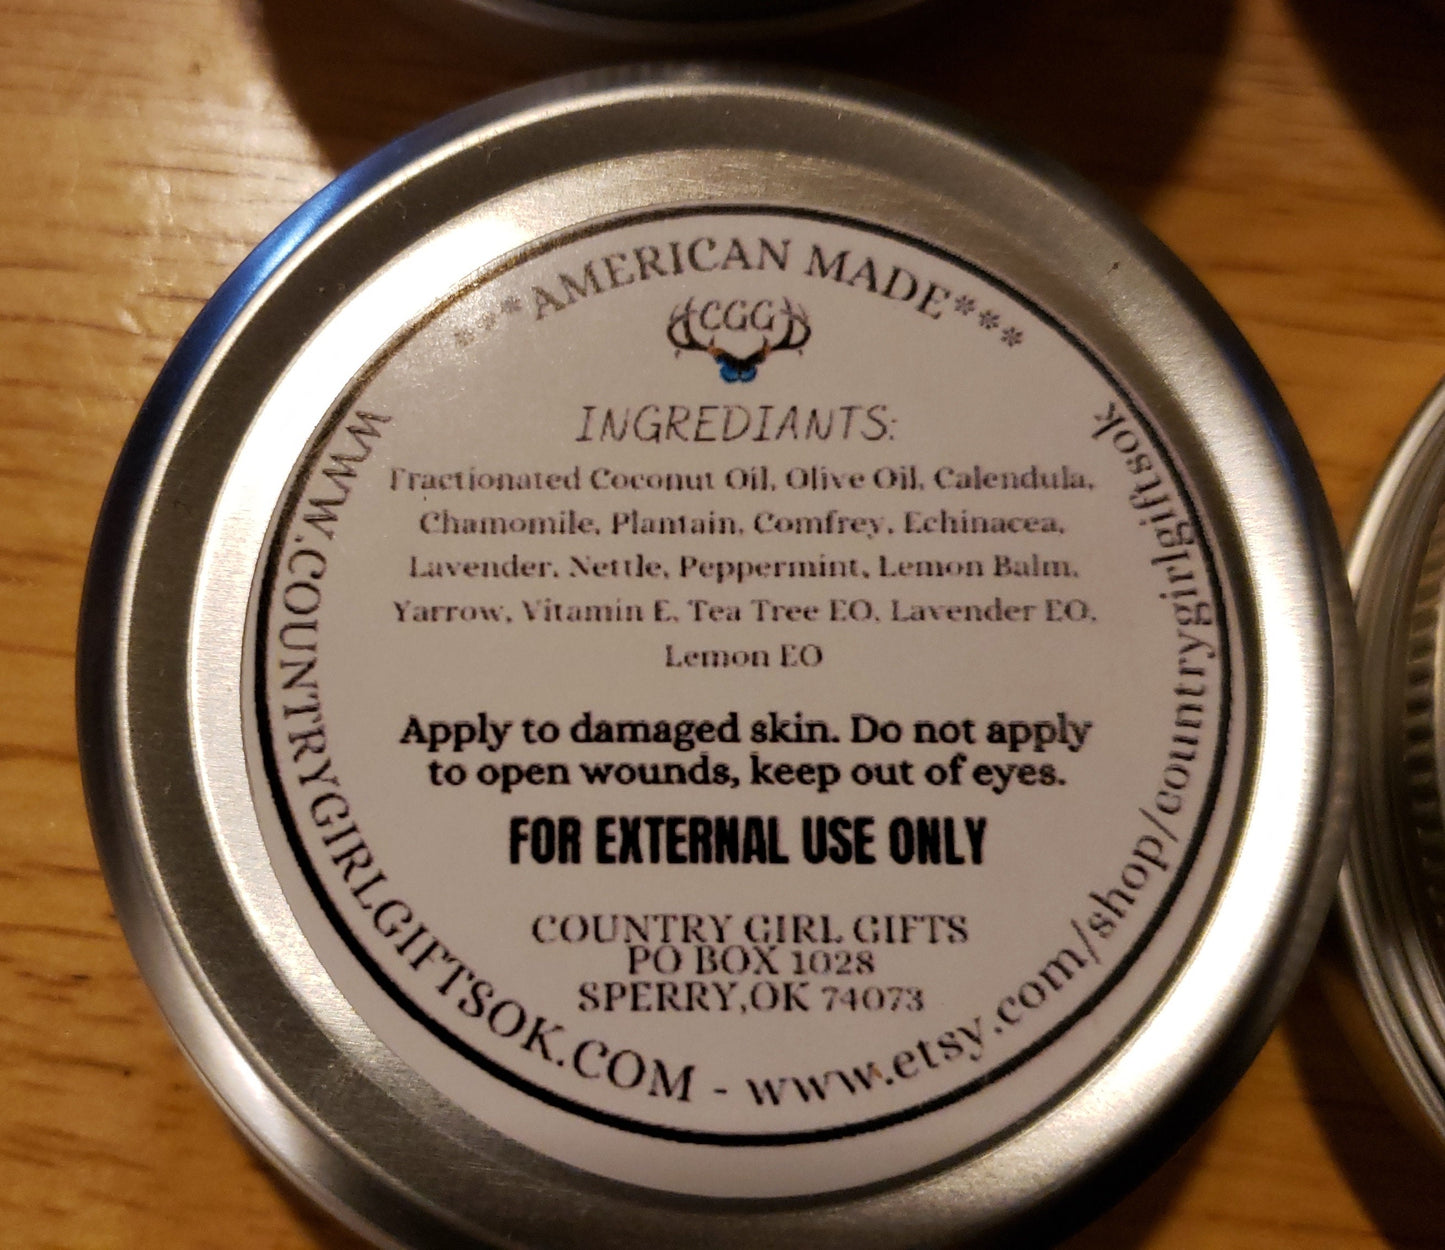 ***AMERICAN MADE***
CGG
INGREDIANTS:
Fractionated Coconut Oil, Olive Oil, Calendula,
Chamomile, Plantain, Comfrey, Echinacea,
Lavender, Nettle, Peppermint, Lemon Balm,
Yarrow, Vitamin E, Tea Tree EO, Lavender EO,
Lemon EO
Apply to damaged skin. Do not apply
to open wounds, keep out of eyes.
FOR EXTERNAL USE ONLY
COUNTRY GIRL GIFTS
PO BOX 1028
SPERRY,OK 74073
WWW.COUNTRYGIRLGIFTSOK.COM - www.etsy.com/shop/countrygirlgiftsok